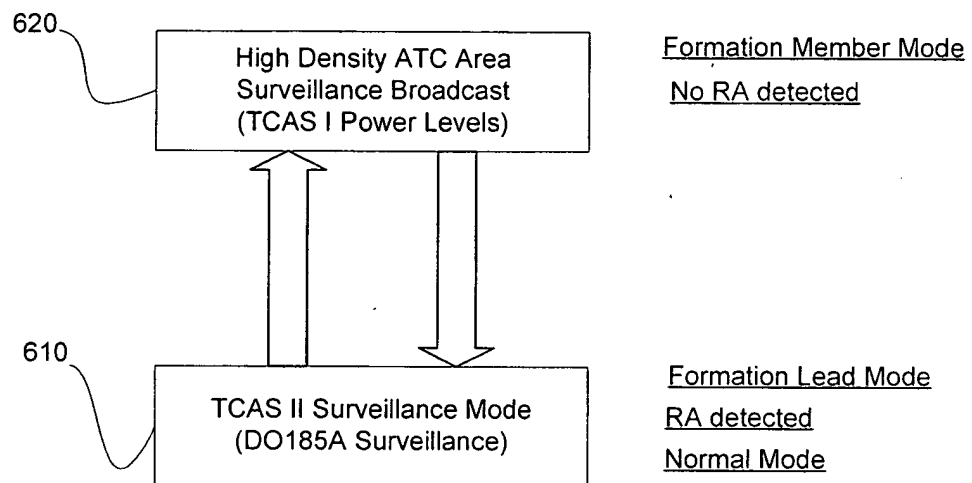 620
High Density ATC Area
Surveillance Broadcast
(TCAS I Power Levels)
Formation Member Mode
No RA detected
610
TCAS II Surveillance Mode
(DO185A Surveillance)
Formation Lead Mode
RA detected
Normal Mode